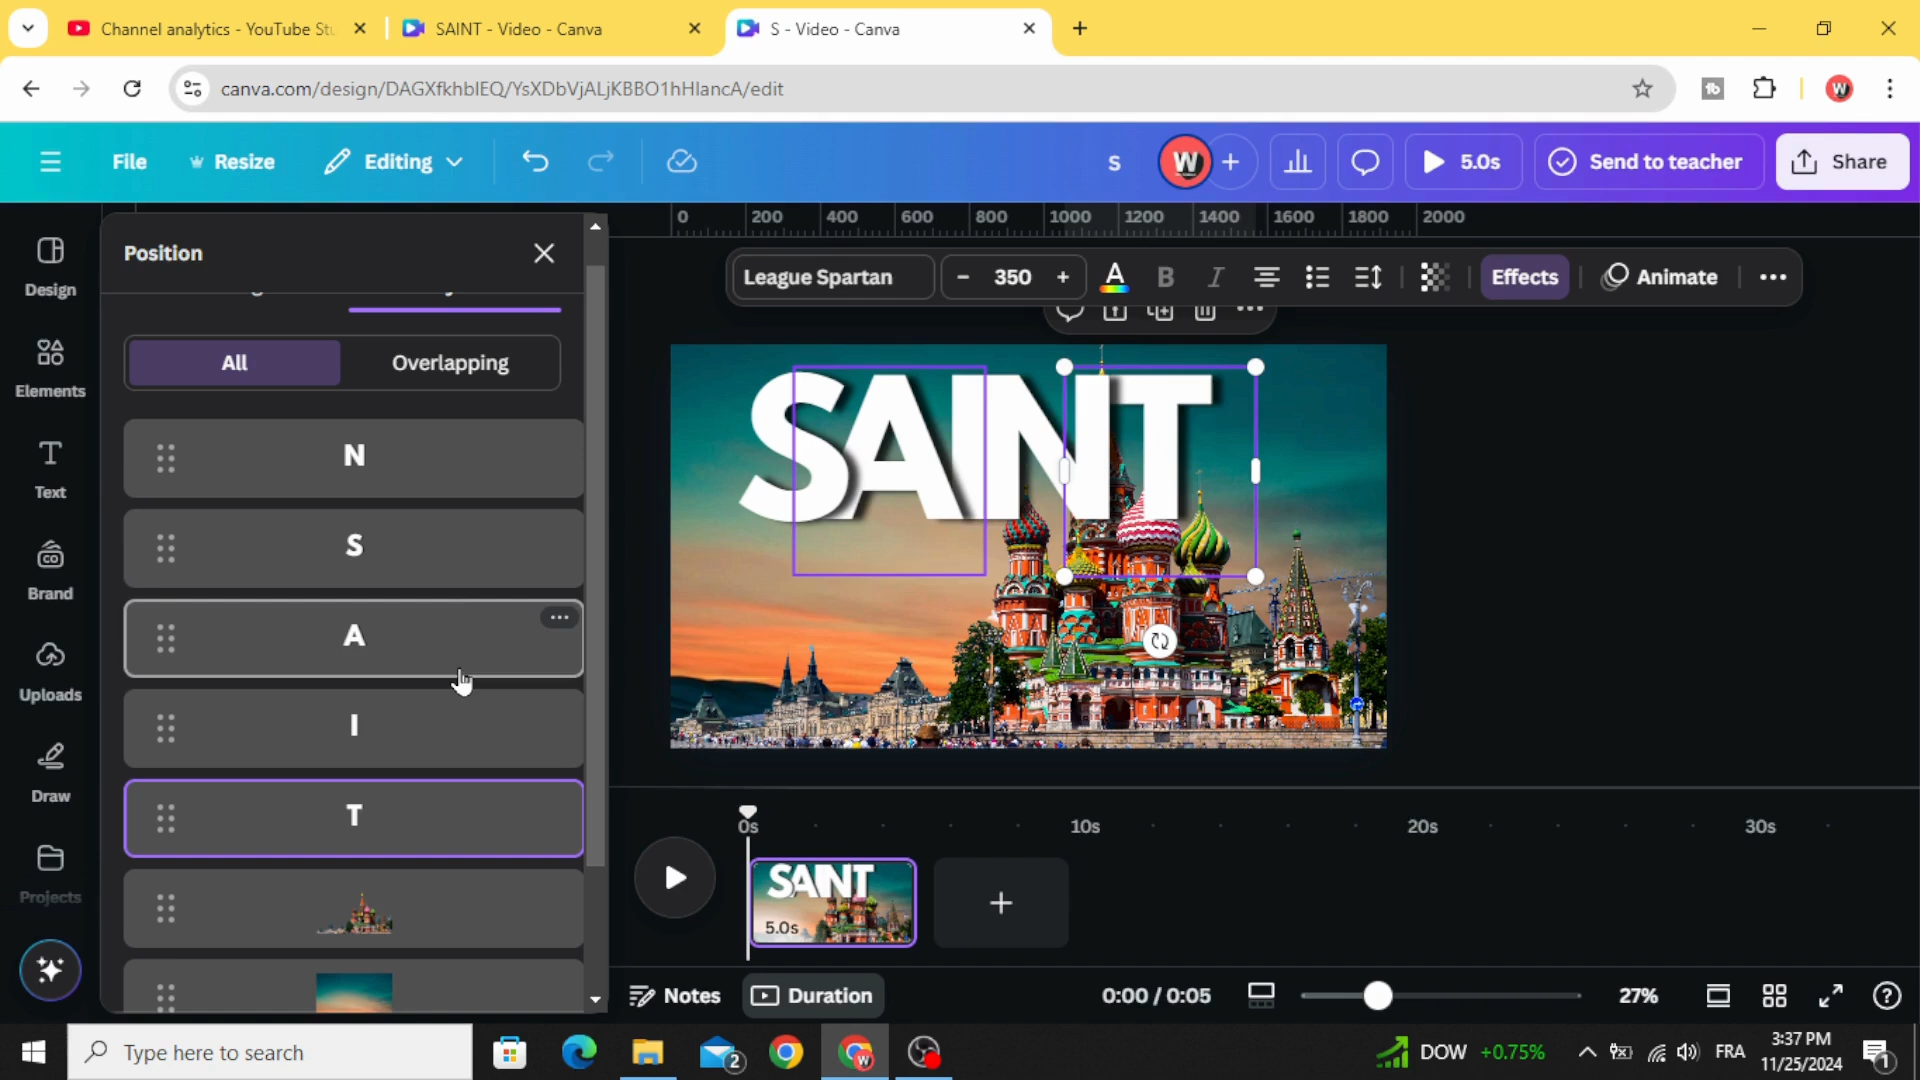 Channel analytics - YouTube Stu
SAINT - Video - Canva
S - Video - Canva
canva.com/design/DAGXfkhblEQ/YsXDbVjALjKBBO1hHlancA/edit
File
Resize
Editing
S
W
5.0s
Send to teacher
Share
0 200 400 600 800 1000 1200 1400 1600 1800 2000
Design
Elements
Text
Brand
Uploads
Draw
Projects
Position
All
Overlapping
N
S
A
I
T
League Spartan
350
Effects
Animate
SAINT
0s 10s 20s 30s
SAINT
5.0s
Notes
Duration
0:00 / 0:05
27%
Type here to search
2
DOW +0.75%
FRA
3:37 PM
11/25/2024
1